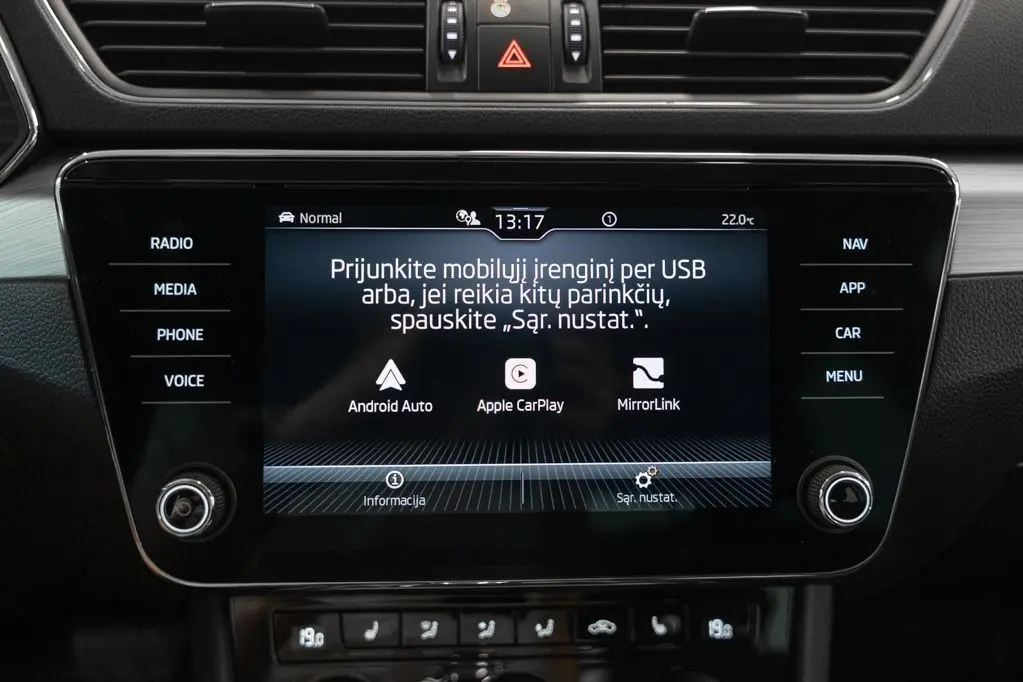 Normal
13:17
1
22.0°C
RADIO
MEDIA
PHONE
VOICE
Prijunkite mobilųjį įrenginį per USB
arba, jei reikia kitų parinkčių,
spauskite „Sąr. nustat.“.
Android Auto
Apple CarPlay
MirrorLink
Informacija
Sąr. nustat.
NAV
APP
CAR
MENU
19.0
19.0